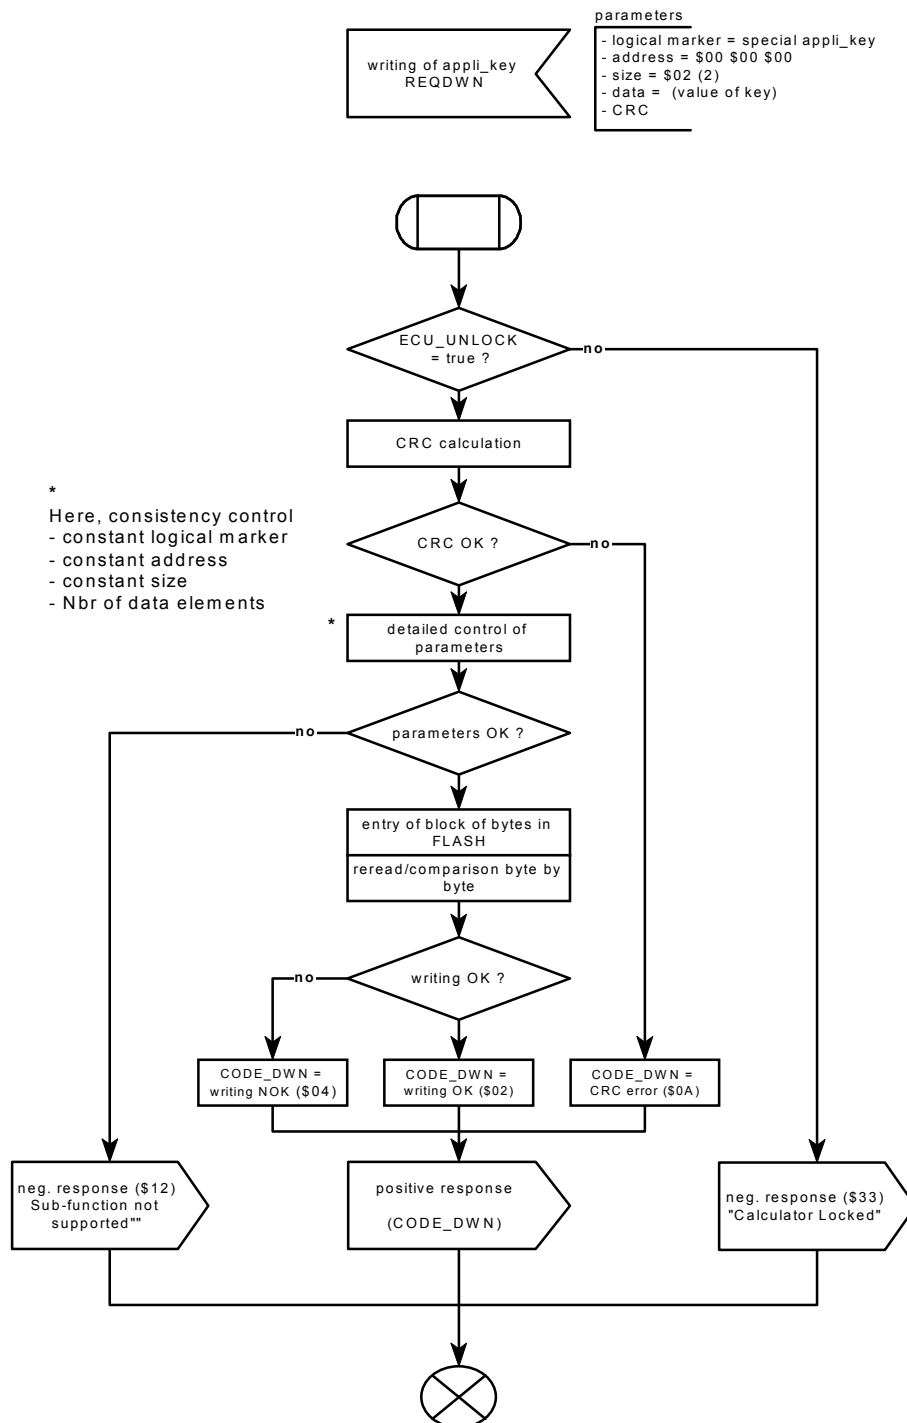 parameters
writing of appli_key
REQDWN
- logical marker = special appli_key
- address = $00 $00 $00
- size = $02 (2)
- data =  (value of key)
- CRC
ECU_UNLOCK
= true ?
no
CRC calculation
*
Here, consistency control
- constant logical marker
- constant address
- constant size
- Nbr of data elements
CRC OK ?
no
*
detailed control of
parameters
no
parameters OK ?
entry of block of bytes in
FLASH
reread/comparison byte by
byte
no
writing OK ?
CODE_DWN =
writing NOK ($04)
CODE_DWN =
writing OK ($02)
CODE_DWN =
CRC error ($0A)
neg. response ($12)
Sub-function not
supported""
positive response
(CODE_DWN)
neg. response ($33)
"Calculator Locked"